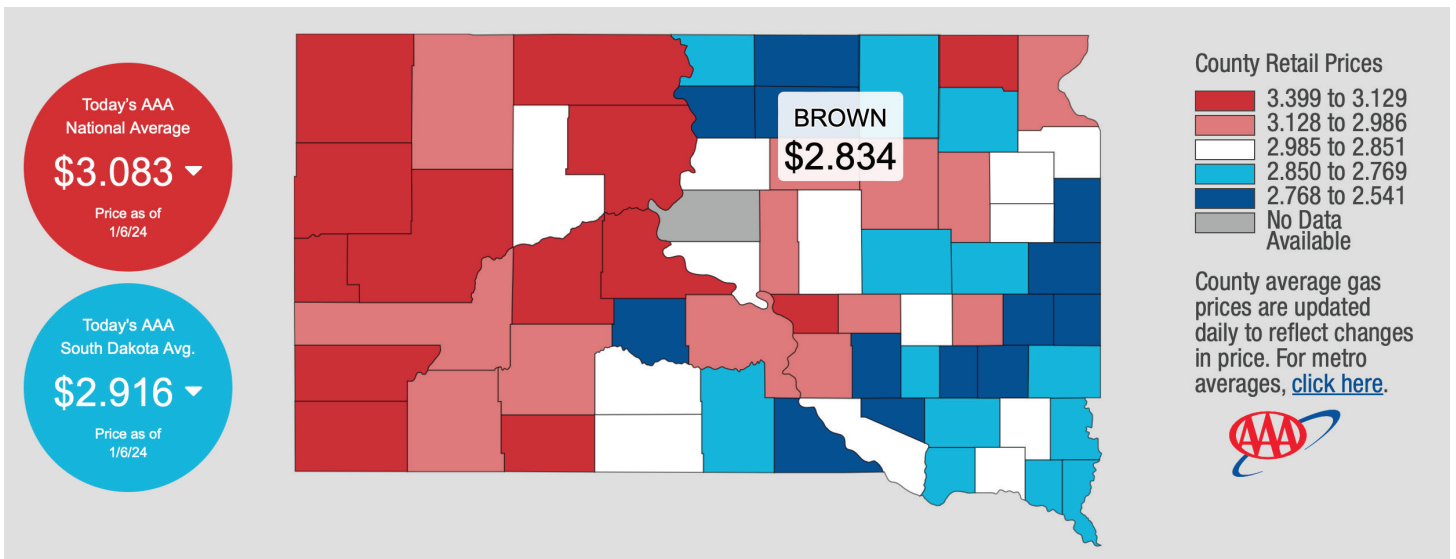 Today's AAA
National Average
$3.083
Price as of
1/6/24
Today's AAA
South Dakota Avg.
$2.916
Price as of
1/6/24
BROWN
$2.834
County Retail Prices
3.399 to 3.129
3.128 to 2.986
2.985 to 2.851
2.850 to 2.769
2.768 to 2.541
No Data
Available
County average gas
prices are updated
daily to reflect changes
in price. For metro
averages, click here.
AAA